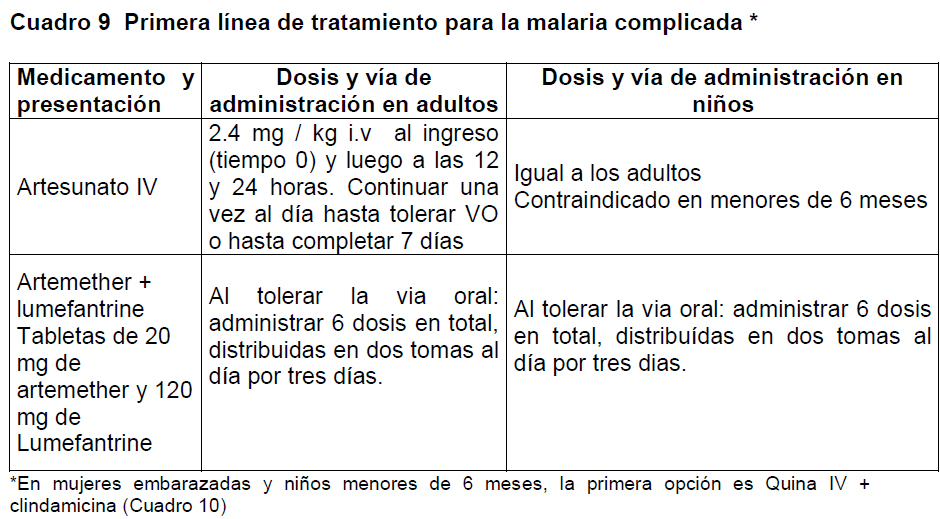 Cuadro 9  Primera línea de tratamiento para la malaria complicada *
Medicamento y
presentación
Dosis y vía de
administración en adultos
Dosis y vía de administración en
niños
Artesunato IV
2.4 mg / kg i.v  al ingreso
(tiempo 0) y luego a las 12
y 24 horas. Continuar una
vez al día hasta tolerar VO
o hasta completar 7 días
Igual a los adultos
Contraindicado en menores de 6 meses
Artemether +
lumefantrine
Tabletas de 20
mg de
artemether y 120
mg de
Lumefantrine
Al tolerar la via oral:
administrar 6 dosis en total,
distribuidas en dos tomas al
día por tres días.
Al tolerar la via oral: administrar 6 dosis
en total, distribuídas en dos tomas al
día por tres dias.
*En mujeres embarazadas y niños menores de 6 meses, la primera opción es Quina IV +
clindamicina (Cuadro 10)